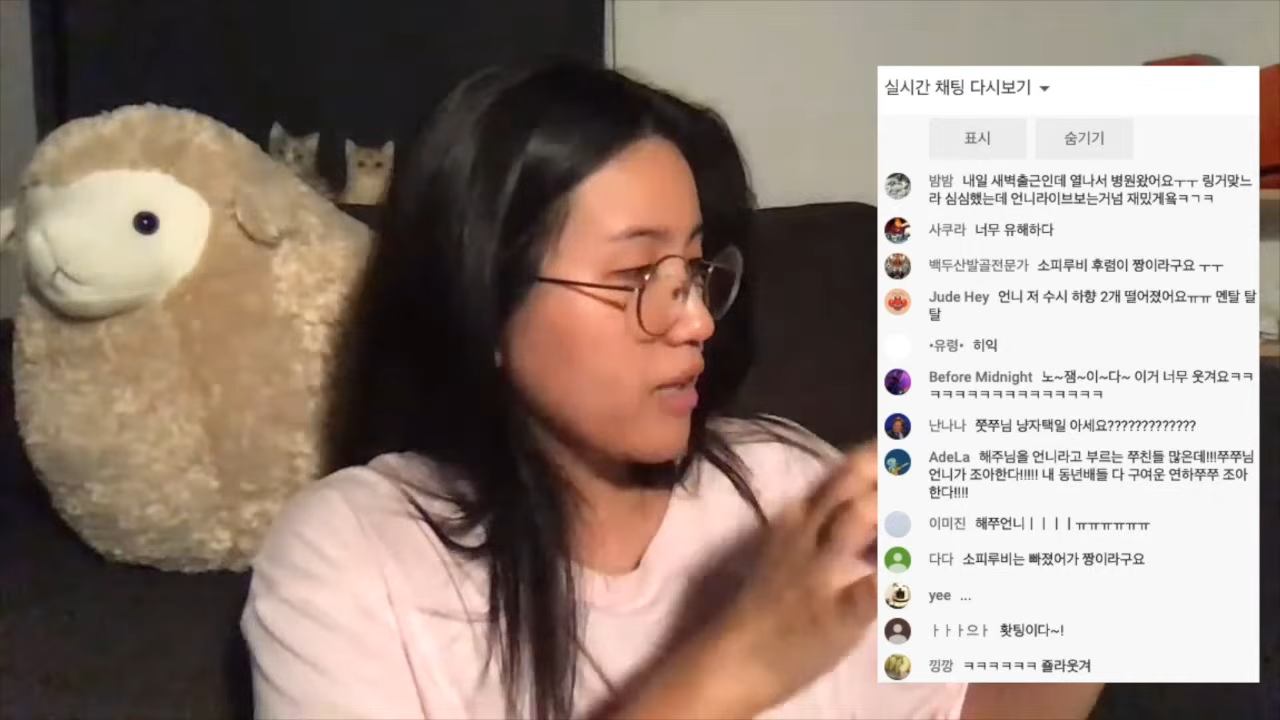 실시간 채팅 다시보기
표시
숨기기
밤밤 내일 새벽출근인데 열나서 병원왔어요ㅜㅜ 링거맞느
라 심심했는데 언니라이브보는거넘 재밌게욬ㅋㄱㅋ
사쿠라 너무 유해하다
백두산발골전문가 소피루비 후렴이 짱이라구요 ㅜㅜ
Jude Hey 언니 저 수시 하향 2개 떨어졌어요ㅠㅠ 멘탈 탈
탈
•유령• 히익
Before Midnight 노~잼~이~다~ 이거 너무 웃겨요ㅋㅋ
ㅋㅋㅋㅋㅋㅋㅋㅋㅋㅋㅋㅋㅋㅋ
난나나 쭛쭈님 냥자택일 아세요?????????????
AdeLa 해주님을 언니라고 부르는 쭈친들 많은데!!!쭈쭈님
언니가 조아한다!!!!! 내 동년배들 다 구여운 연하쭈쭈 조아
한다!!!!
이미진 해쭈언니ㅣㅣㅣㅣㅠㅠㅠㅠㅠㅠ
다다 소피루비는 빠졌어가 짱이라구요
yee ...
ㅏㅏㅏ으ㅏ 홧팅이다~!
낑깡 ㅋㅋㅋㅋㅋㅋ 죨라웃겨